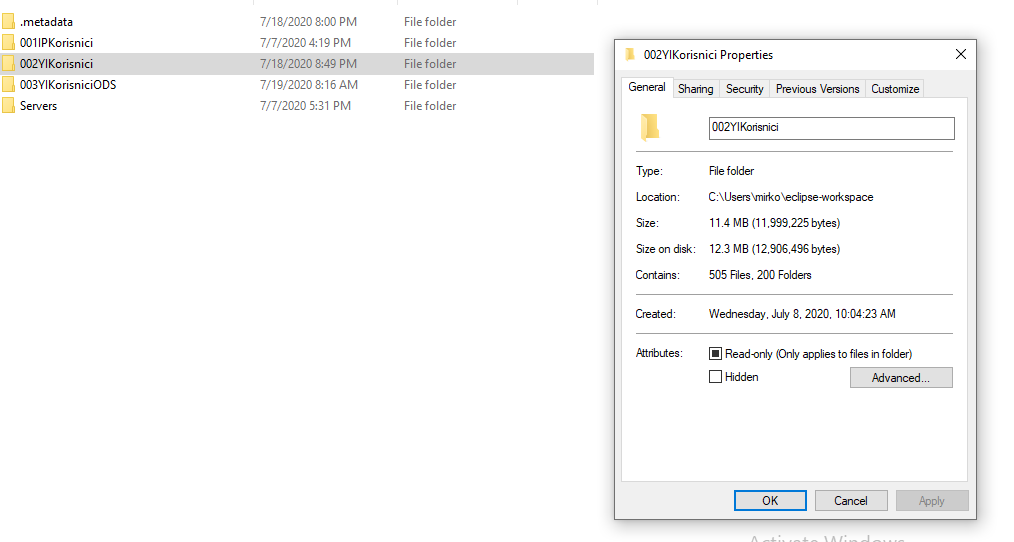 .metadata 7/18/2020 8:00 PM File folder
001IPKorisnici 7/7/2020 4:19 PM File folder
002YIKorisnici 7/18/2020 8:49 PM File folder
003YIKorisniciODS 7/19/2020 8:16 AM File folder
Servers 7/7/2020 5:31 PM File folder
002YIKorisnici Properties
General Sharing Security Previous Versions Customize
002YIKorisnici
Type: File folder
Location: C:\Users\mirko\eclipse-workspace
Size: 11.4 MB (11,999,225 bytes)
Size on disk: 12.3 MB (12,906,496 bytes)
Contains: 505 Files, 200 Folders
Created: Wednesday, July 8, 2020, 10:04:23 AM
Attributes: Read-only (Only applies to files in folder)
Hidden Advanced...
OK Cancel Apply
Activate Windows